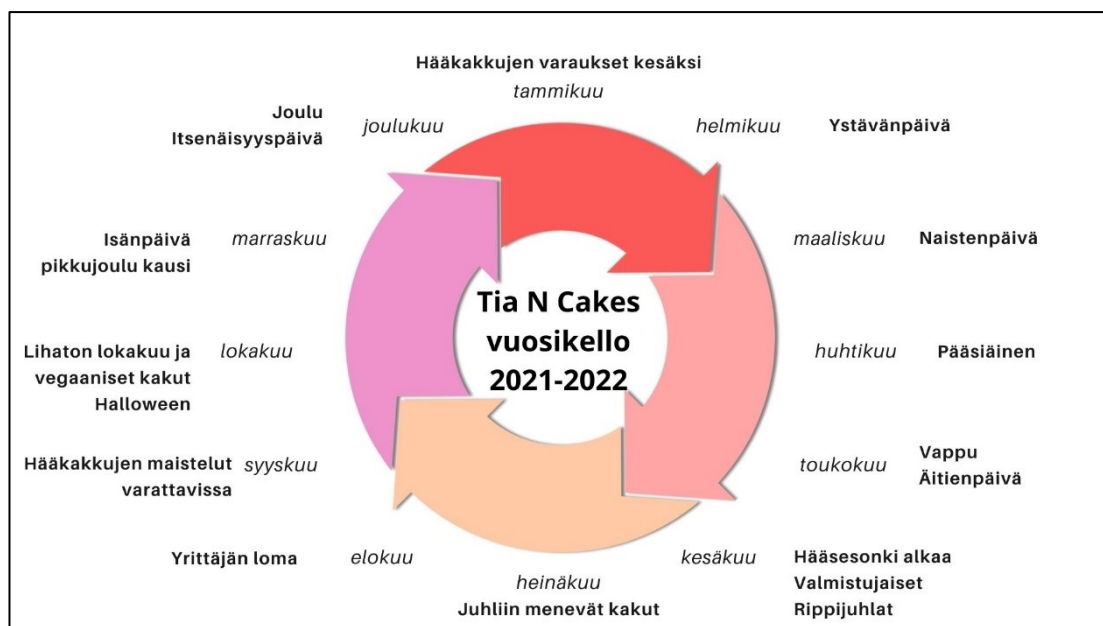 Hääkakkujen varaukset kesäksi
tammikuu
helmikuu
Ystävänpäivä
maaliskuu
Naistenpäivä
huhtikuu
Pääsiäinen
toukokuu
Vappu
Äitienpäivä
kesäkuu
Hääsesonki alkaa
Valmistujaiset
Rippijuhlat
heinäkuu
Juhliin menevät kakut
elokuu
Yrittäjän loma
syyskuu
Hääkakkujen maistelut
varattavissa
lokakuu
Lihaton lokakuu ja
vegaaniset kakut
Halloween
marraskuu
Isänpäivä
pikkujoulu kausi
joulukuu
Joulu
Itsenäisyyspäivä
Tia N Cakes
vuosikello
2021-2022